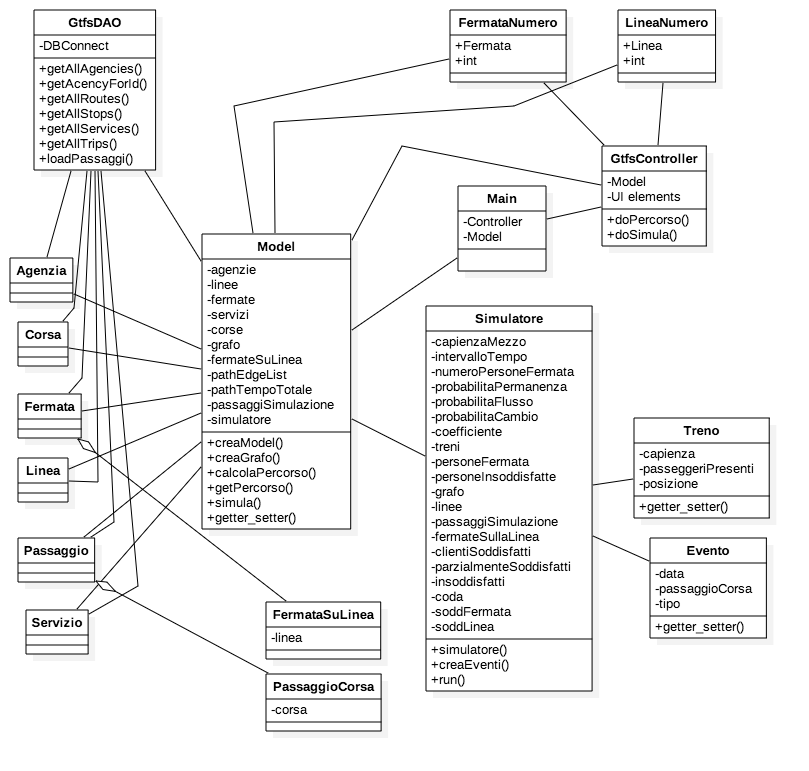 GtfsDAO
-DBConnect
+getAllAgencies()
+getAcencyForId()
+getAllRoutes()
+getAllStops()
+getAllServices()
+getAllTrips()
+loadPassaggi()
FermataNumero
+Fermata
+int
LineaNumero
+Linea
+int
GtfsController
-Model
-UI elements
+doPercorso()
+doSimula()
Main
-Controller
-Model
Model
-agenzie
-linee
-fermate
-servizi
-corse
-grafo
-fermateSuLinea
-pathEdgeList
-pathTempoTotale
-passaggiSimulazione
-simulatore
+creaModel()
+creaGrafo()
+calcolaPercorso()
+getPercorso()
+simula()
+getter_setter()
Agenzia
Corsa
Fermata
Linea
Passaggio
Servizio
FermataSuLinea
-linea
PassaggioCorsa
-corsa
Simulatore
-capienzaMezzo
-intervalloTempo
-numeroPersoneFermata
-probabilitaPermanenza
-probabilitaFlusso
-probabilitaCambio
-coefficiente
-treni
-personeFermata
-personeInsoddisfatte
-grafo
-linee
-passaggiSimulazione
-fermateSullaLinea
-clientiSoddisfatti
-parzialmenteSoddisfatti
-insoddisfatti
-coda
-soddFermata
-soddLinea
+simulatore()
+creaEventi()
+run()
Treno
-capienza
-passeggeriPresenti
-posizione
+getter_setter()
Evento
-data
-passaggioCorsa
-tipo
+getter_setter()